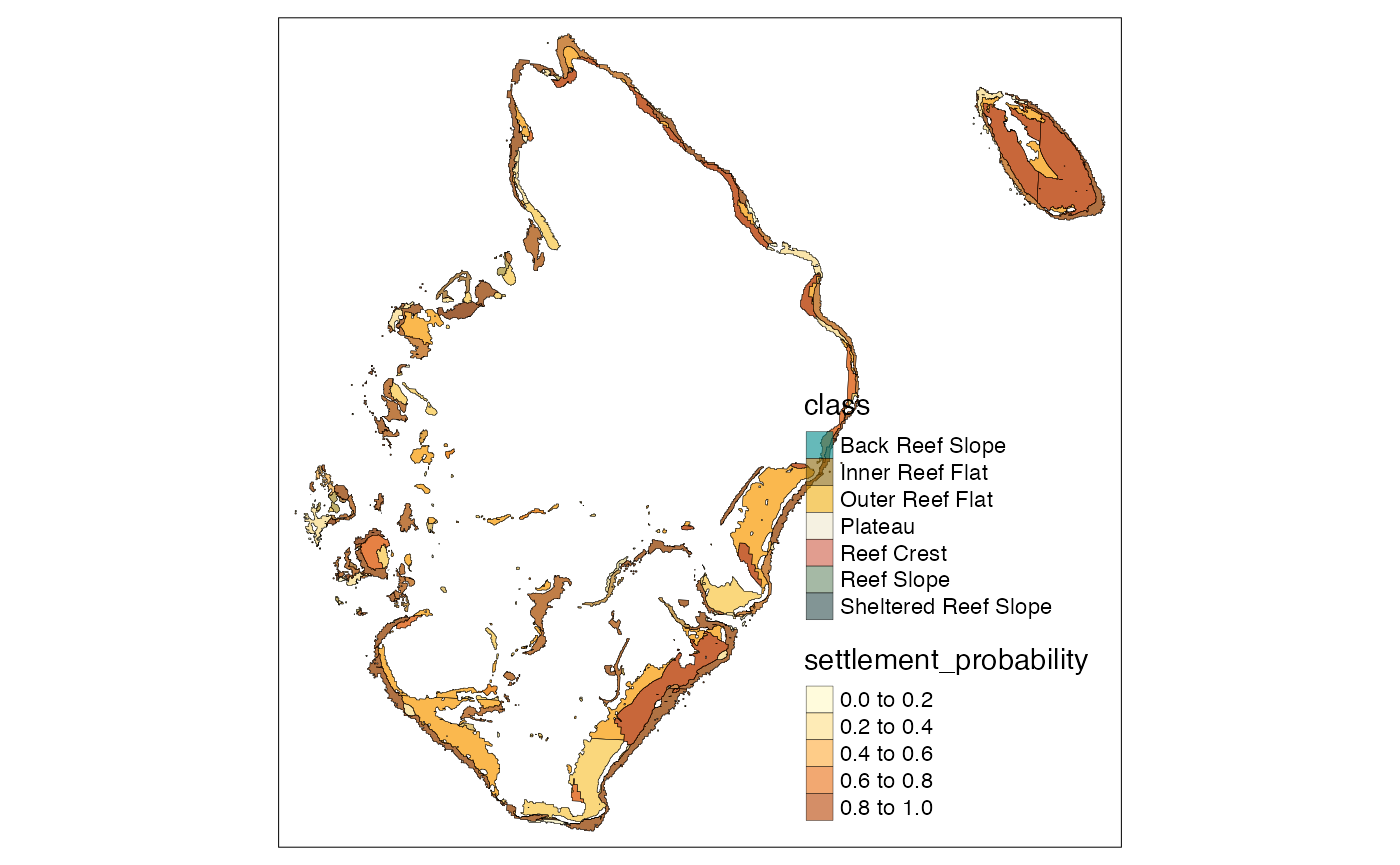 class
Back Reef Slope
Inner Reef Flat
Outer Reef Flat
Plateau
Reef Crest
Reef Slope
Sheltered Reef Slope
settlement_probability
0.0 to 0.2
0.2 to 0.4
0.4 to 0.6
0.6 to 0.8
0.8 to 1.0